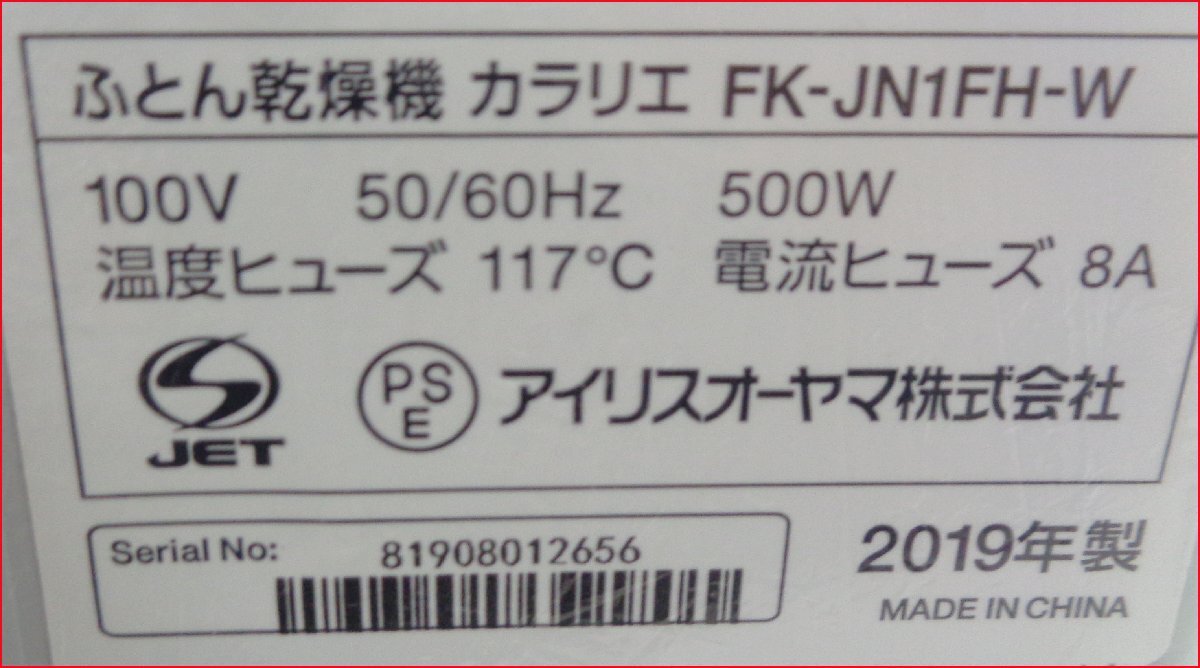 ふとん乾燥機 カラリエ FK-JN1FH-W
100V 50/60Hz 500W
温度ヒューズ 117°C 電流ヒューズ 8A
JET
PS
E
アイリスオーヤマ株式会社
Serial No: 81908012656
2019年製
MADE IN CHINA